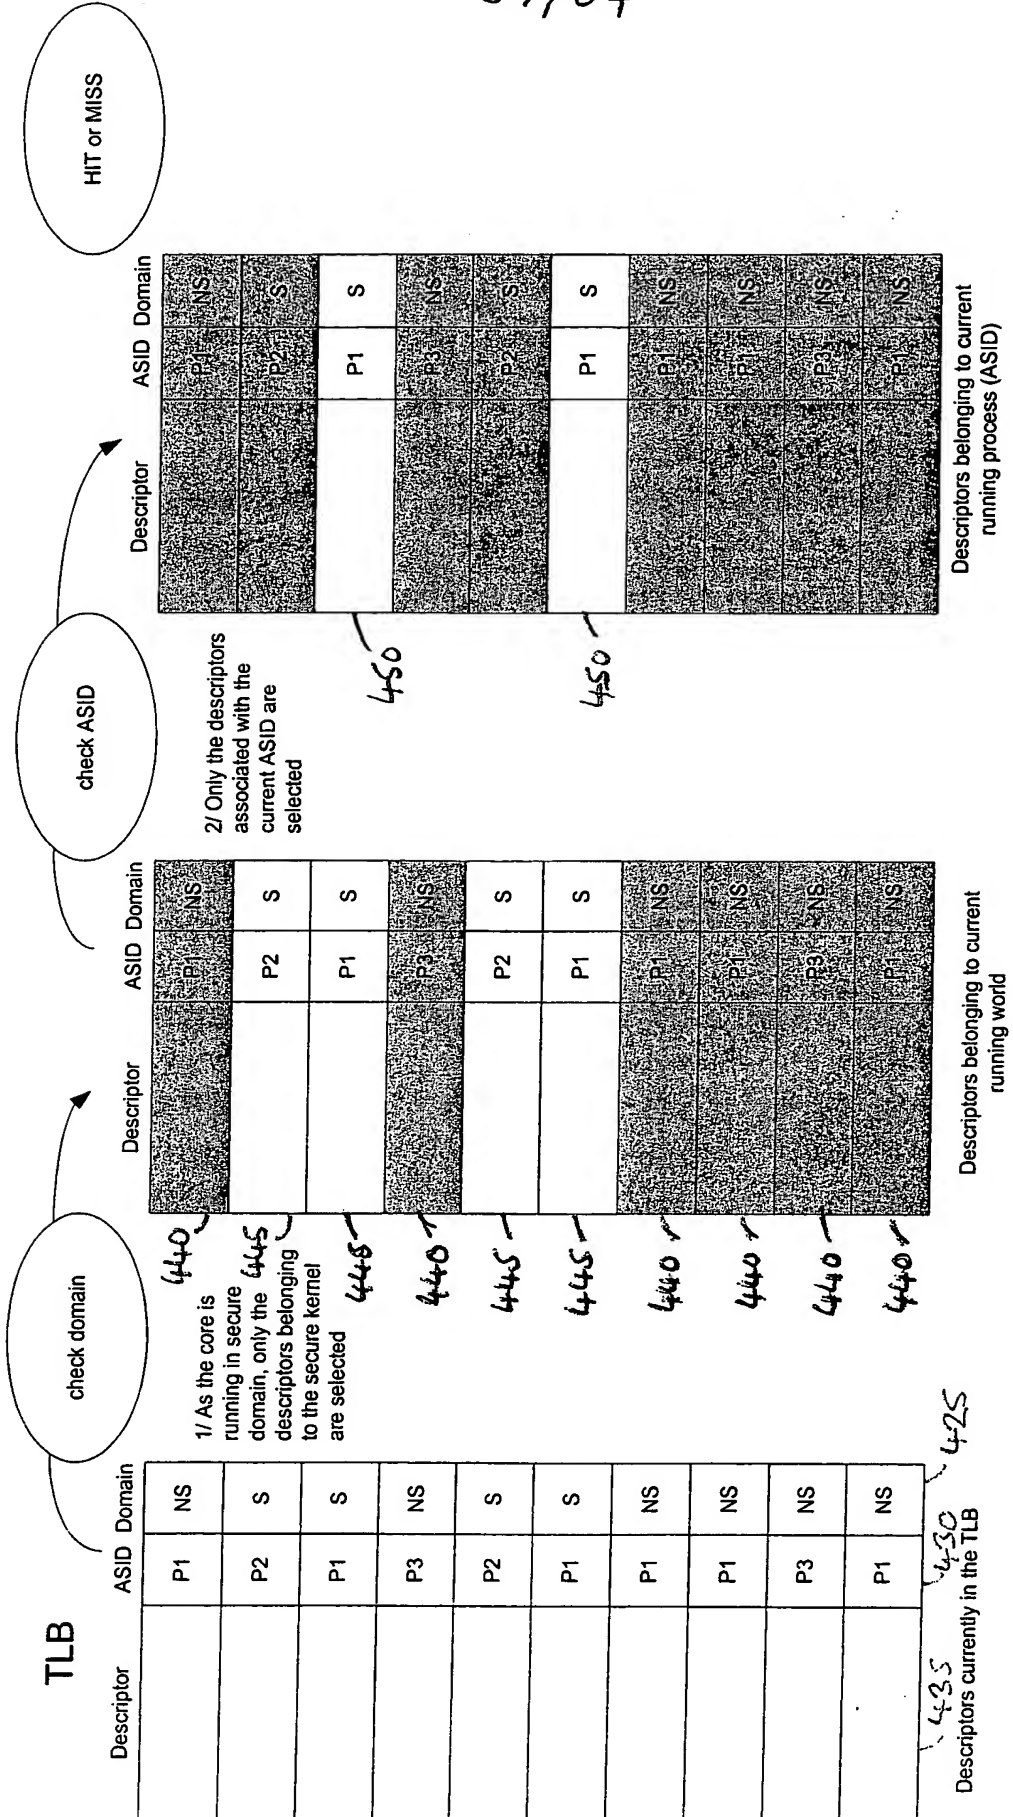 TLB
check domain
check ASID
HIT or MISS
Descriptor ASID Domain
P1 NS
P2 S
P1 S
P3 NS
P2 S
P1 S
P1 NS
P1 NS
P3 NS
P1 NS
435 430 425
Descriptors currently in the TLB
1/ As the core is
running in secure
domain, only the
descriptors belonging
to the secure kernel
are selected
Descriptor ASID Domain
440 P1 NS
445 P2 S
445 P1 S
440 P3 NS
445 P2 S
445 P1 S
440 P1 NS
440 P1 NS
440 P3 NS
440 P1 NS
Descriptors belonging to current
running world
2/ Only the descriptors
associated with the
current ASID are
selected
Descriptor ASID Domain
P1 NS
P2 S
450 P1 S
P3 NS
P2 S
450 P1 S
P1 NS
P1 NS
P3 NS
P1 NS
Descriptors belonging to current
running process (ASID)